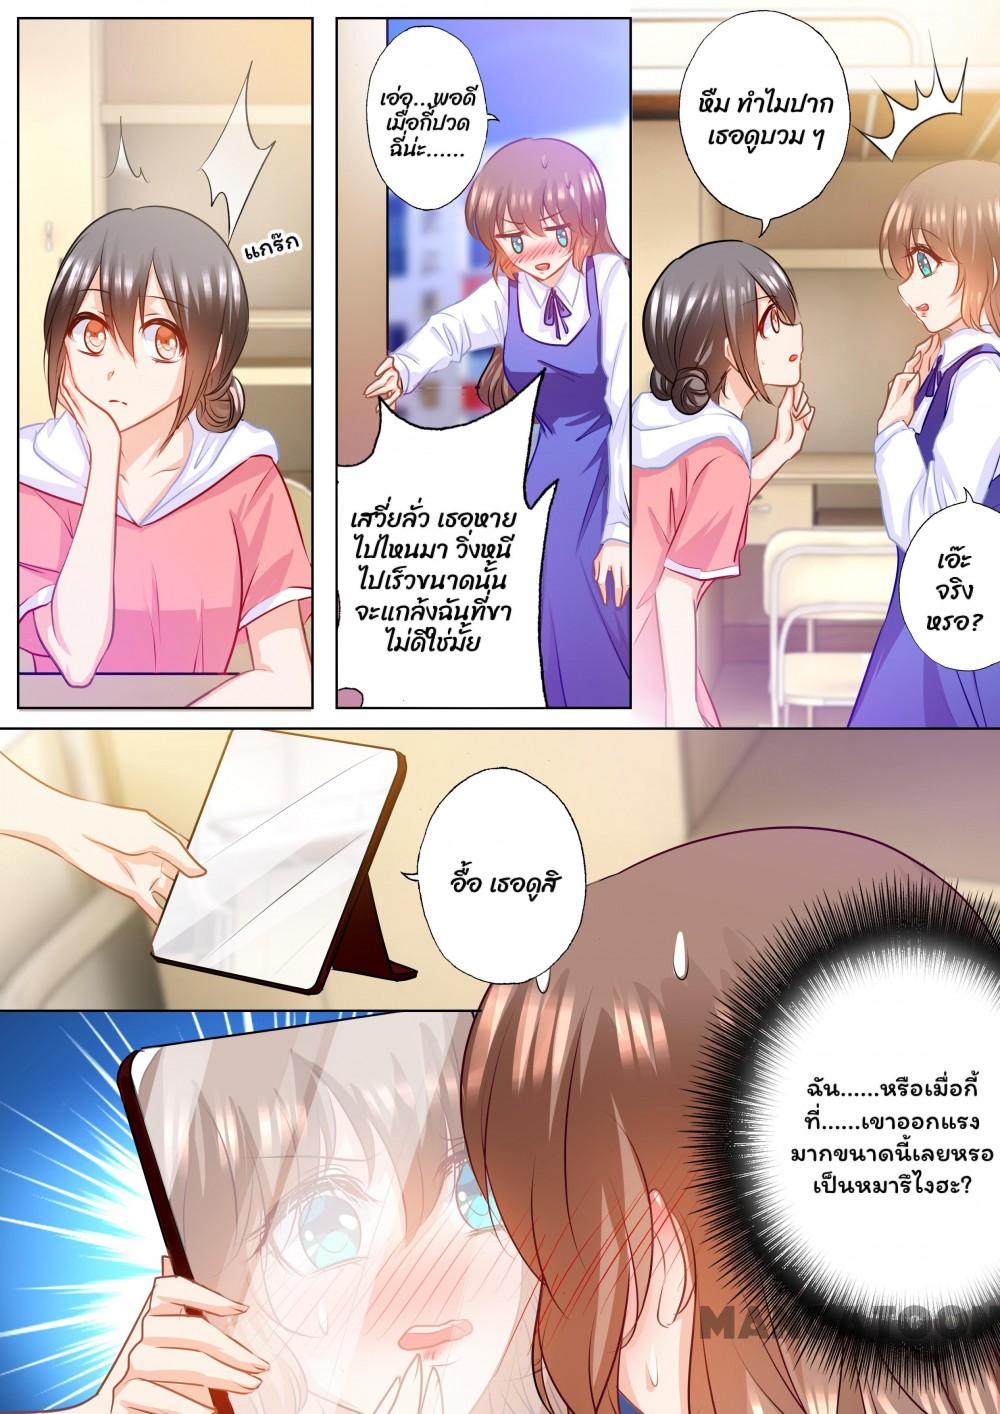 แกร๊ก
เอ่อ...พอดี
เมื่อกี้ปวด
ฉี่น่ะ......
เสวี่ยลั่ว เธอหาย
ไปไหนมา วิ่งหนี
ไปเร็วขนาดนั้น
จะแกล้งฉันที่ขา
ไม่ดีใช่มั้ย
หืม ทำไมปาก
เธอดูบวม ๆ
เอ๊ะ
จริง
หรอ?
อื้อ เธอดูสิ
ฉัน......หรือเมื่อกี้
ที่......เขาออกแรง
มากขนาดนี้เลยหรอ
เป็นหมารึไงฮะ?
MANGATOON